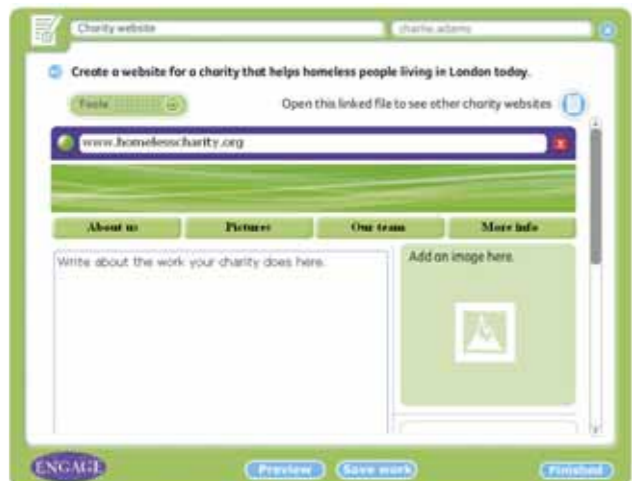 Charity website
charlie.adams
Create a website for a charity that helps homeless people living in London today.
Tools
Open this linked file to see other charity websites
www.homelesscharity.org
x
About us
Pictures
Our team
More info
Write about the work your charity does here.
Add an image here.
ENGAGE
Preview
Save work
Finished